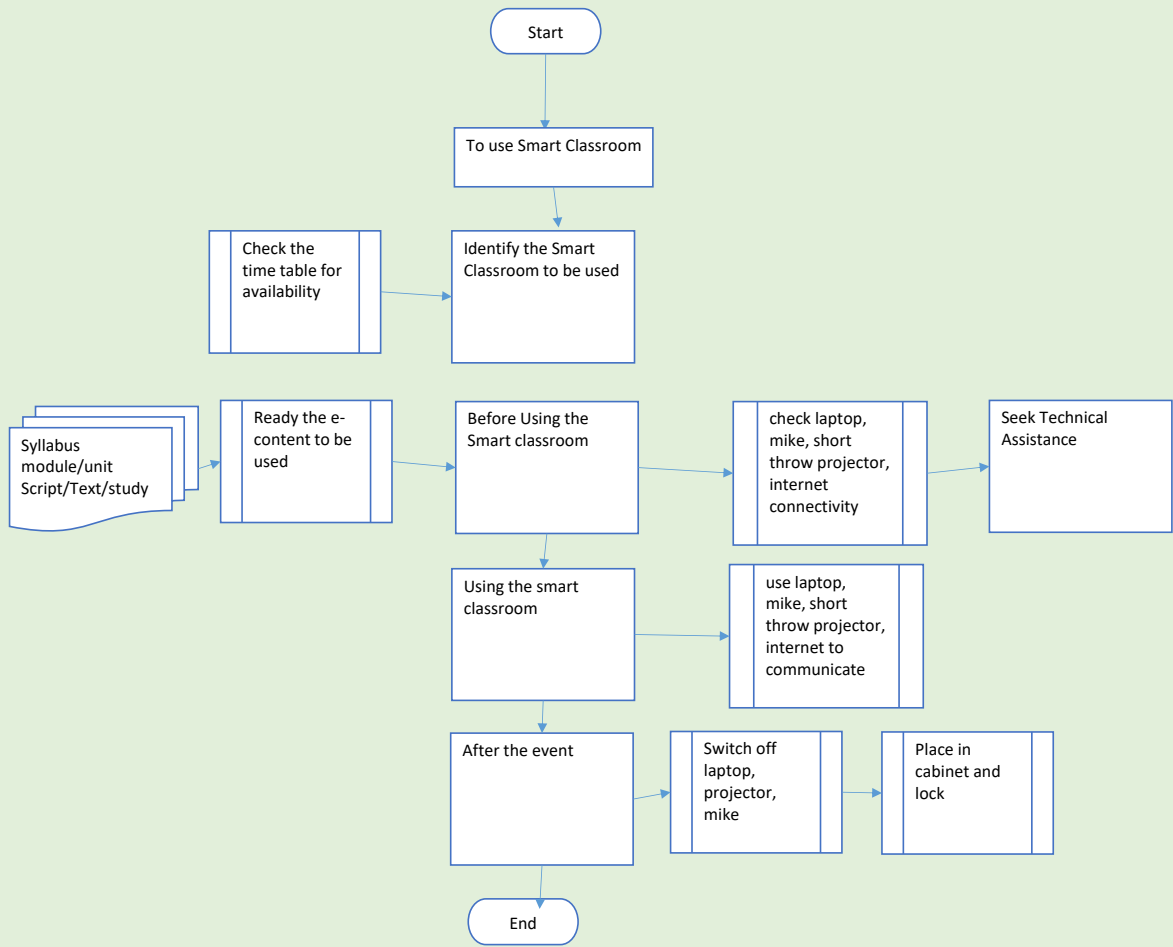 Start
To use Smart Classroom
Check the
time table for
availability
Identify the Smart
Classroom to be used
Syllabus
module/unit
Script/Text/study
Ready the e-
content to be
used
Before Using the
Smart classroom
check laptop,
mike, short
throw projector,
internet
connectivity
Seek Technical
Assistance
Using the smart
classroom
use laptop,
mike, short
throw projector,
internet to
communicate
After the event
Switch off
laptop,
projector,
mike
Place in
cabinet and
lock
End